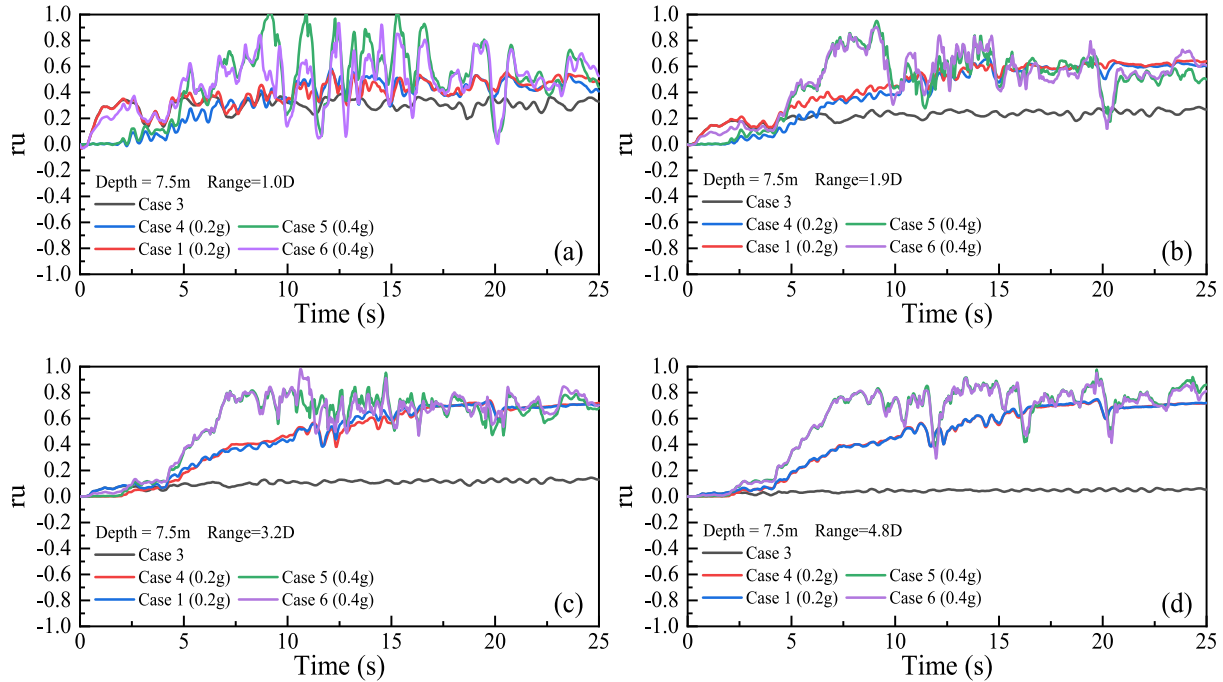 ru
1.0
0.8
0.6
0.4
0.2
0.0
-0.2
-0.4
-0.6
-0.8
-1.0
Depth = 7.5m Range=1.0D
Case 3
Case 4 (0.2g) Case 5 (0.4g)
Case 1 (0.2g) Case 6 (0.4g)
(a)
0 5 10 15 20 25
Time (s)
ru
1.0
0.8
0.6
0.4
0.2
0.0
-0.2
-0.4
-0.6
-0.8
-1.0
Depth = 7.5m Range=1.9D
Case 3
Case 4 (0.2g) Case 5 (0.4g)
Case 1 (0.2g) Case 6 (0.4g)
(b)
0 5 10 15 20 25
Time (s)
ru
1.0
0.8
0.6
0.4
0.2
0.0
-0.2
-0.4
-0.6
-0.8
-1.0
Depth = 7.5m Range=3.2D
Case 3
Case 4 (0.2g) Case 5 (0.4g)
Case 1 (0.2g) Case 6 (0.4g)
(c)
0 5 10 15 20 25
Time (s)
ru
1.0
0.8
0.6
0.4
0.2
0.0
-0.2
-0.4
-0.6
-0.8
-1.0
Depth = 7.5m Range=4.8D
Case 3
Case 4 (0.2g) Case 5 (0.4g)
Case 1 (0.2g) Case 6 (0.4g)
(d)
0 5 10 15 20 25
Time (s)